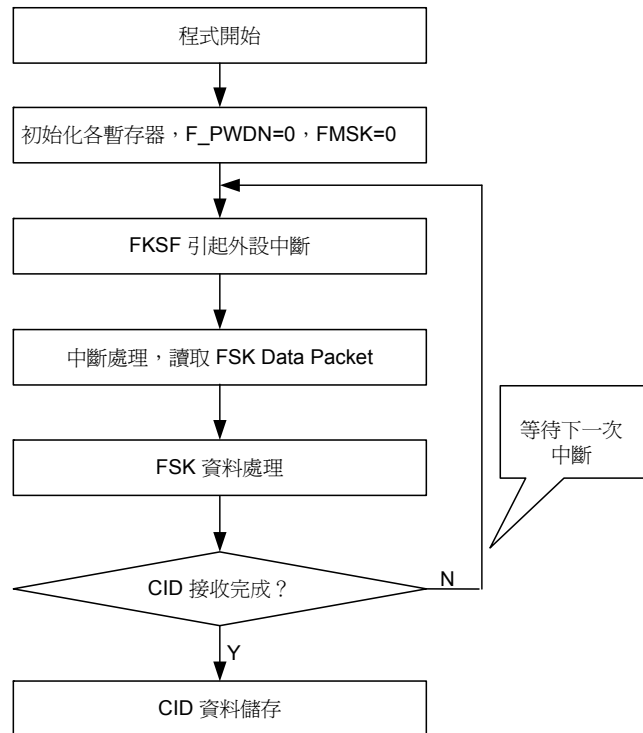 程式開始
初始化各暫存器，F_PWDN=0，FMSK=0
FKSF 引起外設中斷
中斷處理，讀取 FSK Data Packet
等待下一次
中斷
FSK 資料處理
CID 接收完成？
N
Y
CID 資料儲存